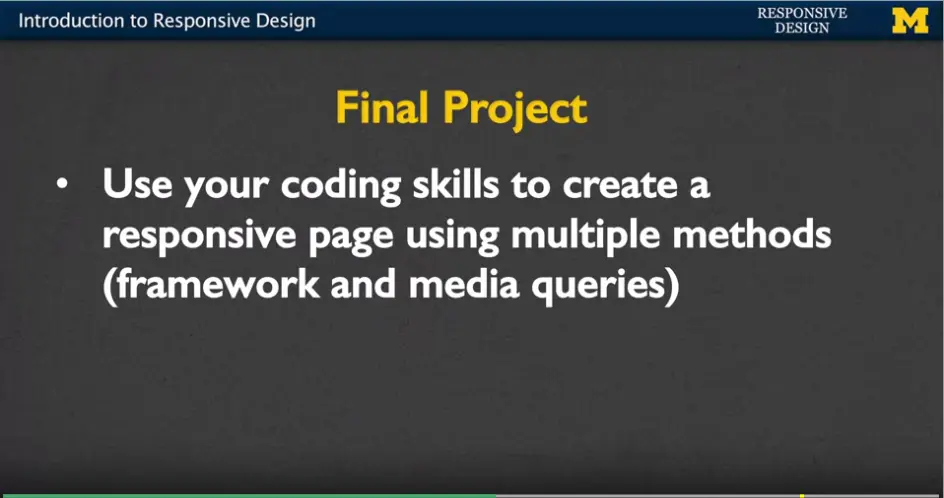 Introduction to Responsive Design
RESPONSIVE
DESIGN
M
Final Project
• Use your coding skills to create a
responsive page using multiple methods
(framework and media queries)